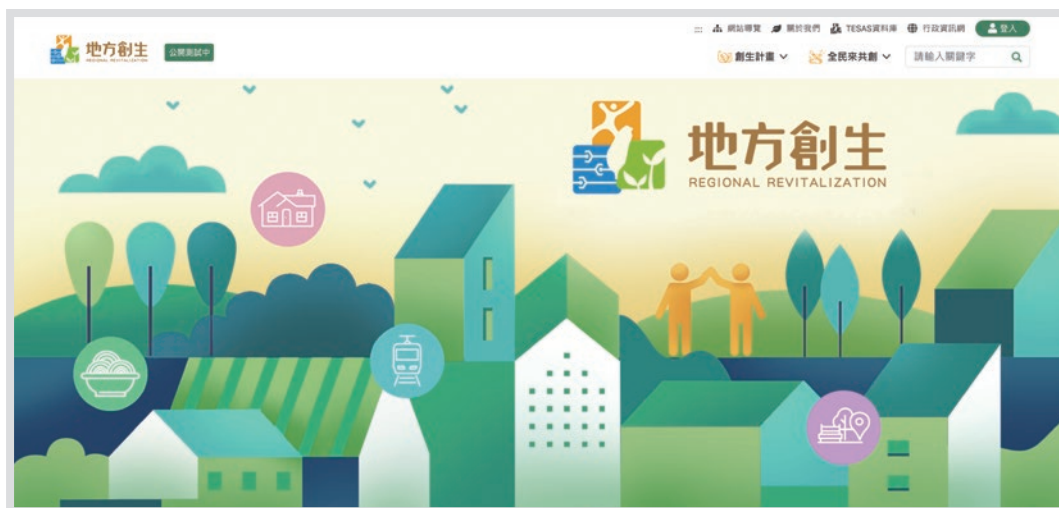 ::: 網站導覽 關於我們 TESAS資料庫 行政資訊網 登入
地方創生 公開測試中
REGIONAL REVITALIZATION
創生計畫 全民來共創 請輸入關鍵字
地方創生
REGIONAL REVITALIZATION